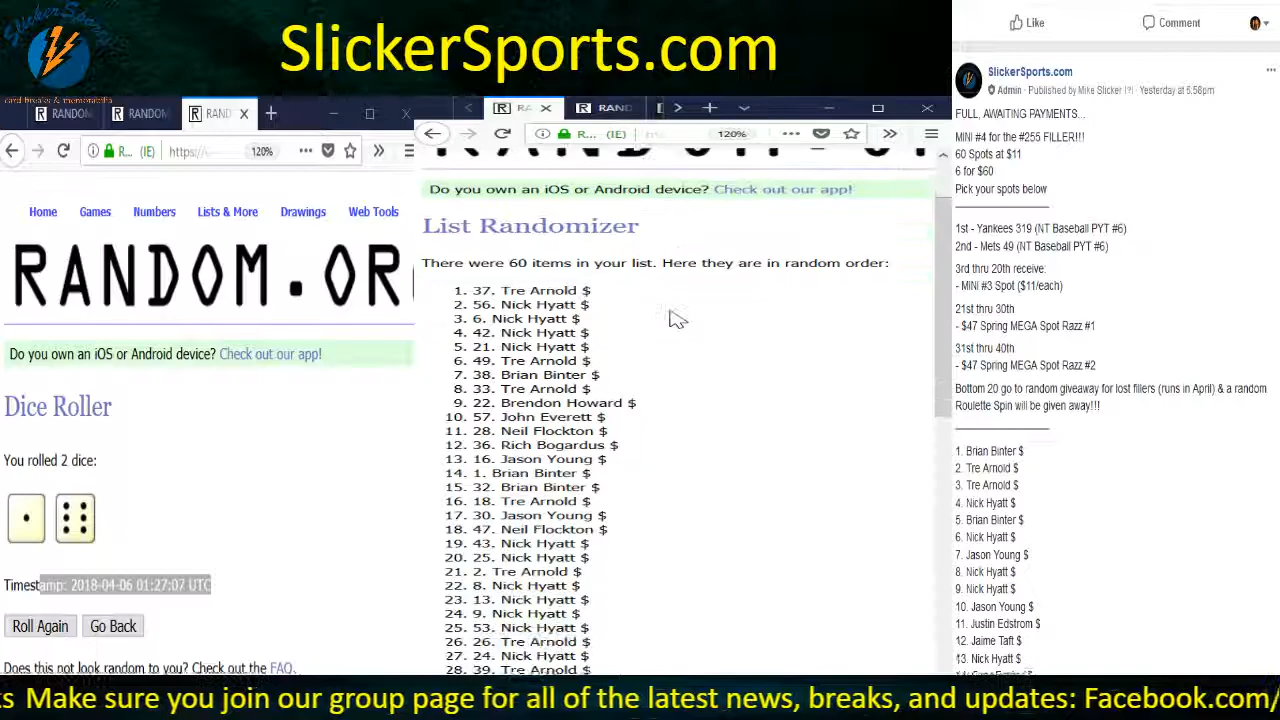 SlickerSports.com
SlickerSports
card breaks & memorabilia
RANDOM
RANDOM
RAND
R... (IE)
https://
120%
Home
Games
Numbers
Lists & More
Drawings
Web Tools
RANDOM.OR
Do you own an iOS or Android device? Check out our app!
Dice Roller
You rolled 2 dice:
Timestamp: 2018-04-06 01:27:07 UTC
Roll Again
Go Back
Does this not look random to you? Check out the FAQ.
RA
RAND
R... (IE)
120%
Do you own an iOS or Android device? Check out our app!
List Randomizer
There were 60 items in your list. Here they are in random order:
1. 37. Tre Arnold $
2. 56. Nick Hyatt $
3. 6. Nick Hyatt $
4. 42. Nick Hyatt $
5. 21. Nick Hyatt $
6. 49. Tre Arnold $
7. 38. Brian Binter $
8. 33. Tre Arnold $
9. 22. Brendon Howard $
10. 57. John Everett $
11. 28. Neil Flockton $
12. 36. Rich Bogardus $
13. 16. Jason Young $
14. 1. Brian Binter $
15. 32. Brian Binter $
16. 18. Tre Arnold $
17. 30. Jason Young $
18. 47. Neil Flockton $
19. 43. Nick Hyatt $
20. 25. Nick Hyatt $
21. 2. Tre Arnold $
22. 8. Nick Hyatt $
23. 13. Nick Hyatt $
24. 9. Nick Hyatt $
25. 53. Nick Hyatt $
26. 26. Tre Arnold $
27. 24. Nick Hyatt $
28. 39. Tre Arnold $
Like
Comment
SlickerSports.com
Admin · Published by Mike Slicker [?] · Yesterday at 5:58pm
FULL, AWAITING PAYMENTS...
MINI #4 for the #255 FILLER!!!
60 Spots at $11
6 for $60
Pick your spots below
1st - Yankees 319 (NT Baseball PYT #6)
2nd - Mets 49 (NT Baseball PYT #6)
3rd thru 20th receive:
- MINI #3 Spot ($11/each)
21st thru 30th
- $47 Spring MEGA Spot Razz #1
31st thru 40th
- $47 Spring MEGA Spot Razz #2
Bottom 20 go to random giveaway for lost fillers (runs in April) & a random
Roulette Spin will be given away!!!
1. Brian Binter $
2. Tre Arnold $
3. Tre Arnold $
4. Nick Hyatt $
5. Brian Binter $
6. Nick Hyatt $
7. Jason Young $
8. Nick Hyatt $
9. Nick Hyatt $
10. Jason Young $
11. Justin Edstrom $
12. Jaime Taft $
13. Nick Hyatt $
ts Make sure you join our group page for all of the latest news, breaks, and updates: Facebook.com/